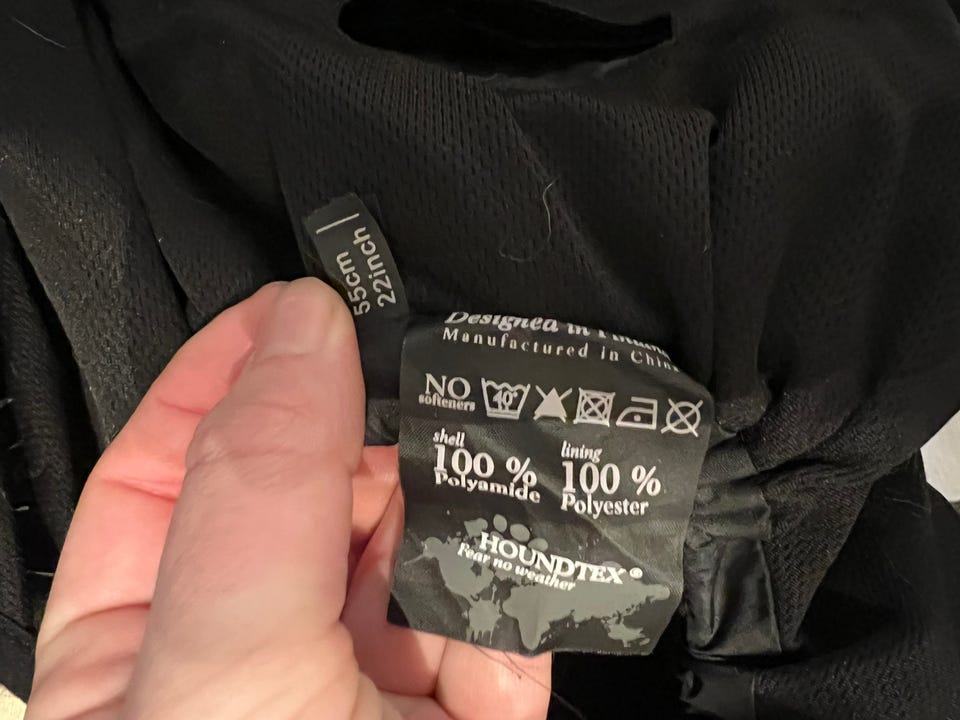 55cm
22inch
Designed in
Manufactured in
NO
softeners
40°
shell
100 %
Polyamide
lining
100 %
Polyester
HOUNDTEX®
Fear no weather